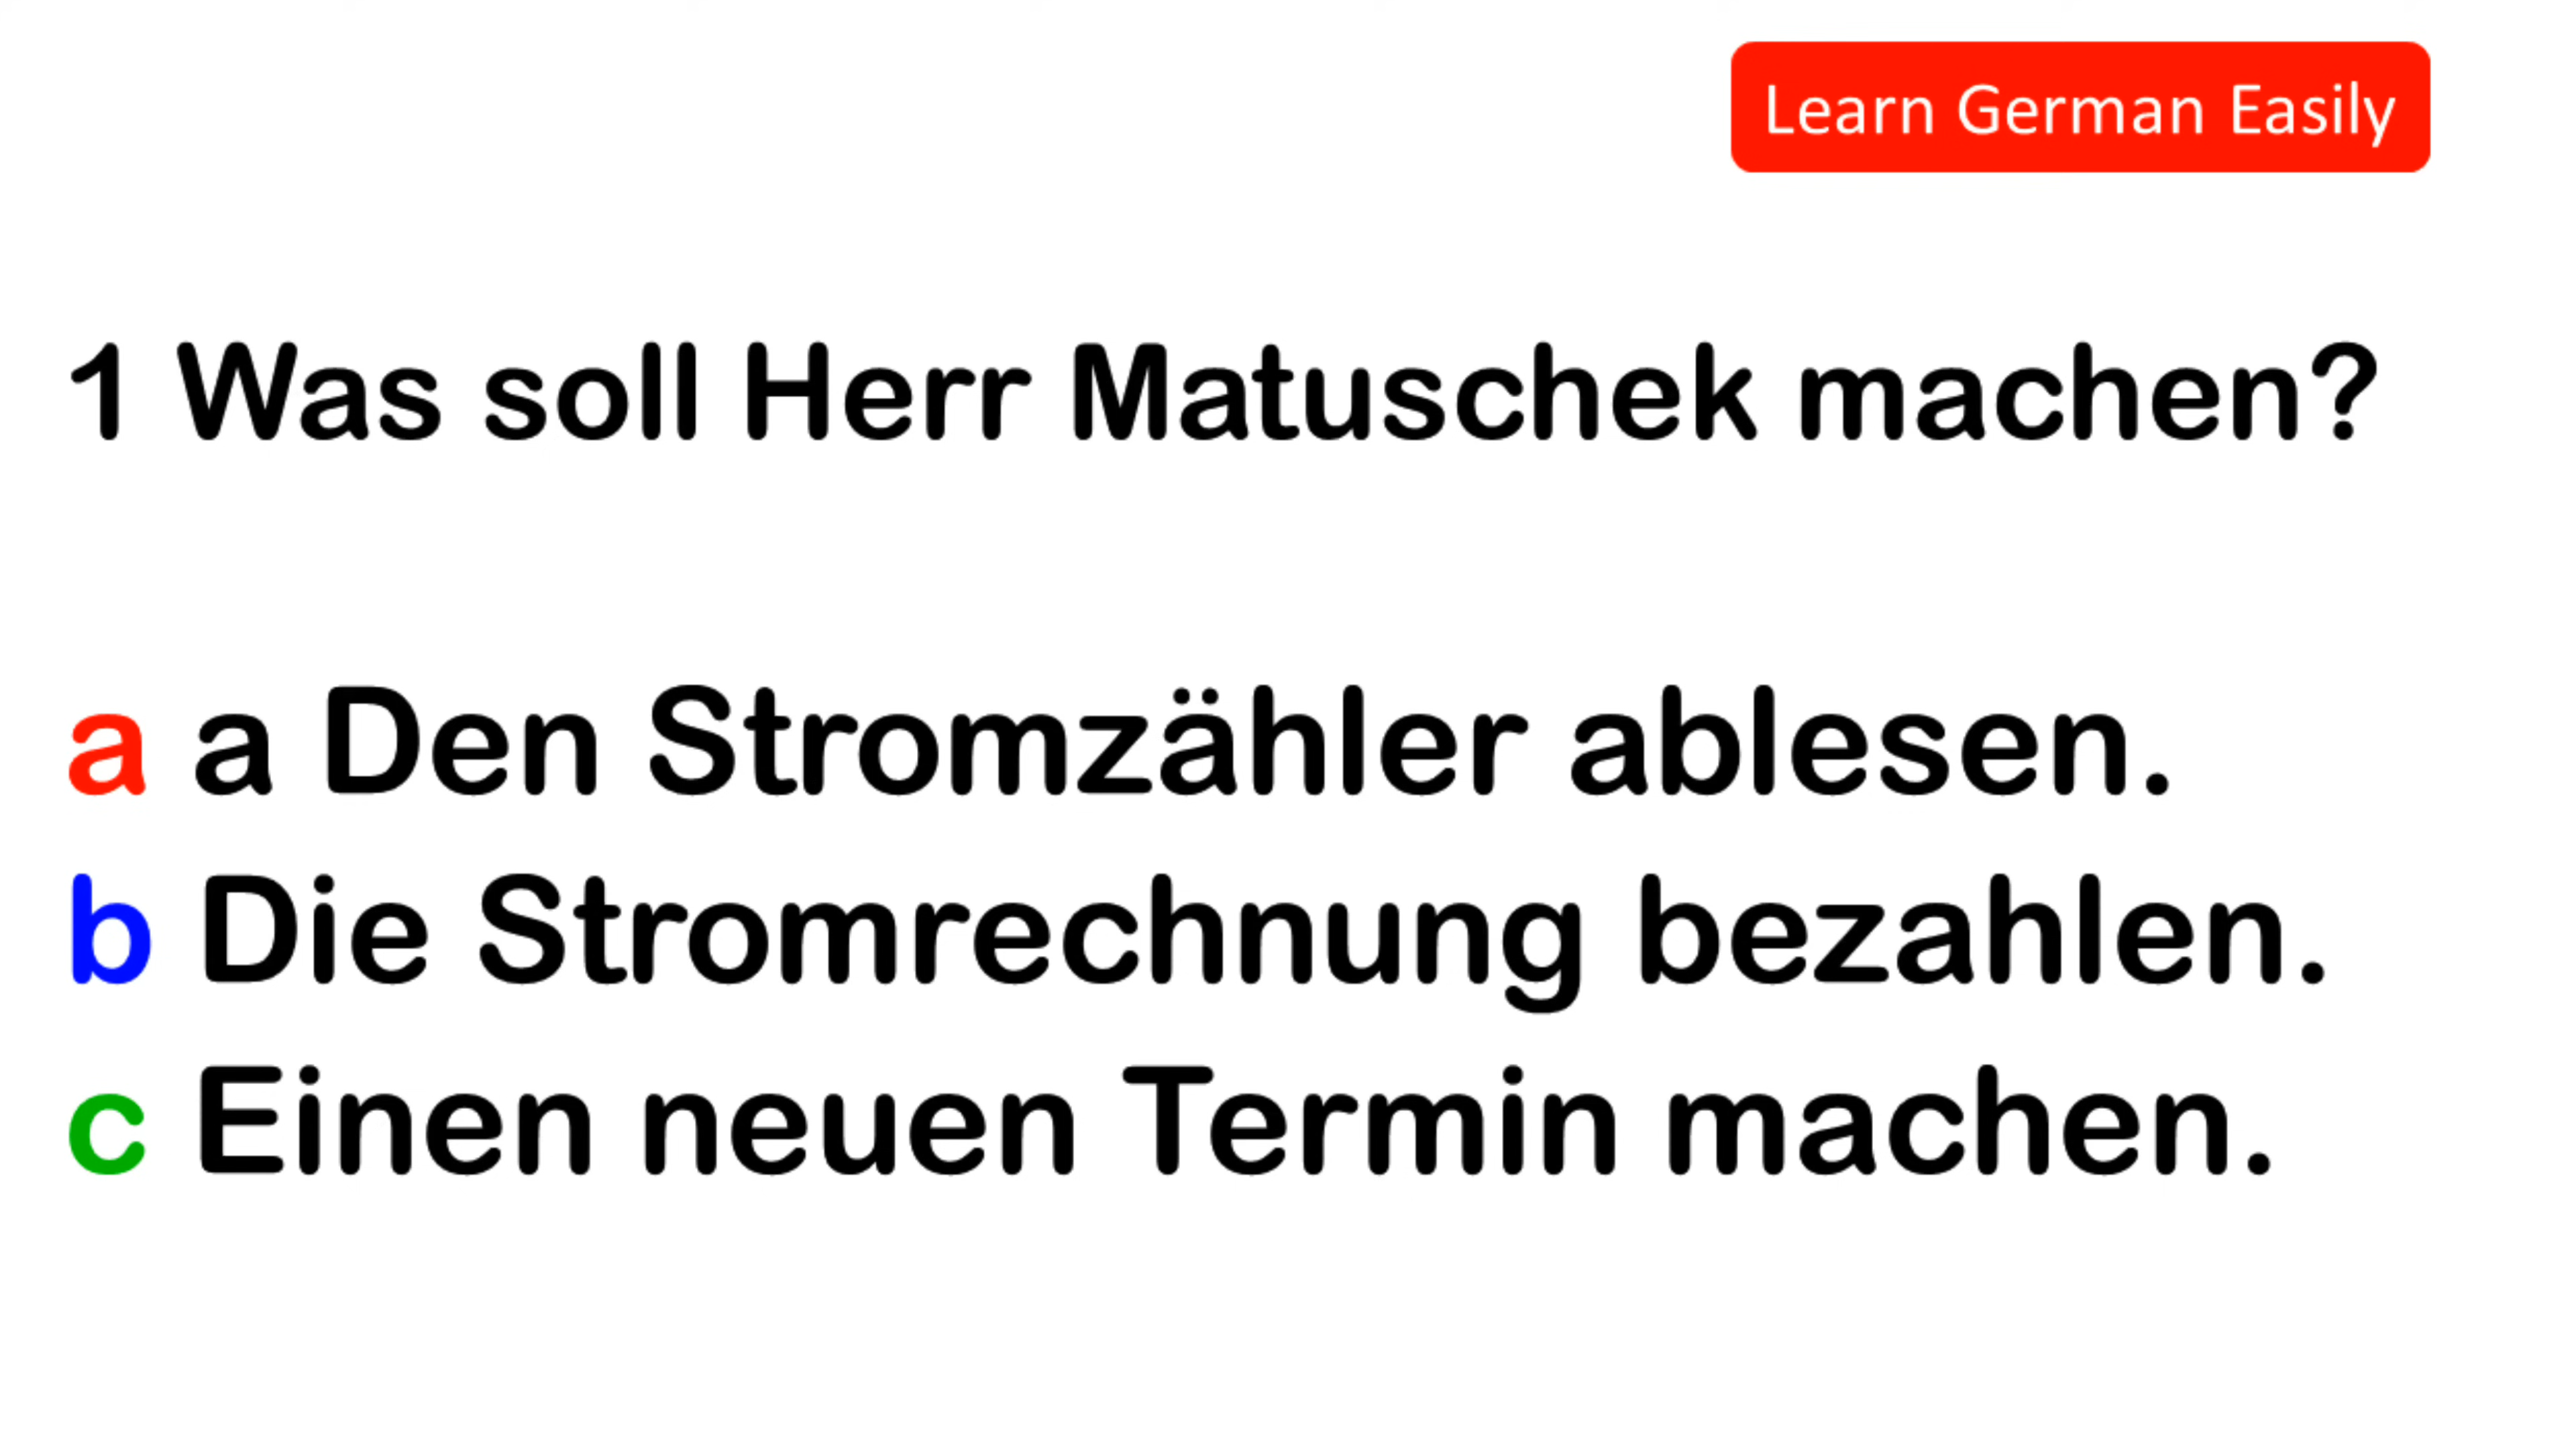 Learn German Easily
1 Was soll Herr Matuschek machen?
a a Den Stromzähler ablesen.
b Die Stromrechnung bezahlen.
c Einen neuen Termin machen.